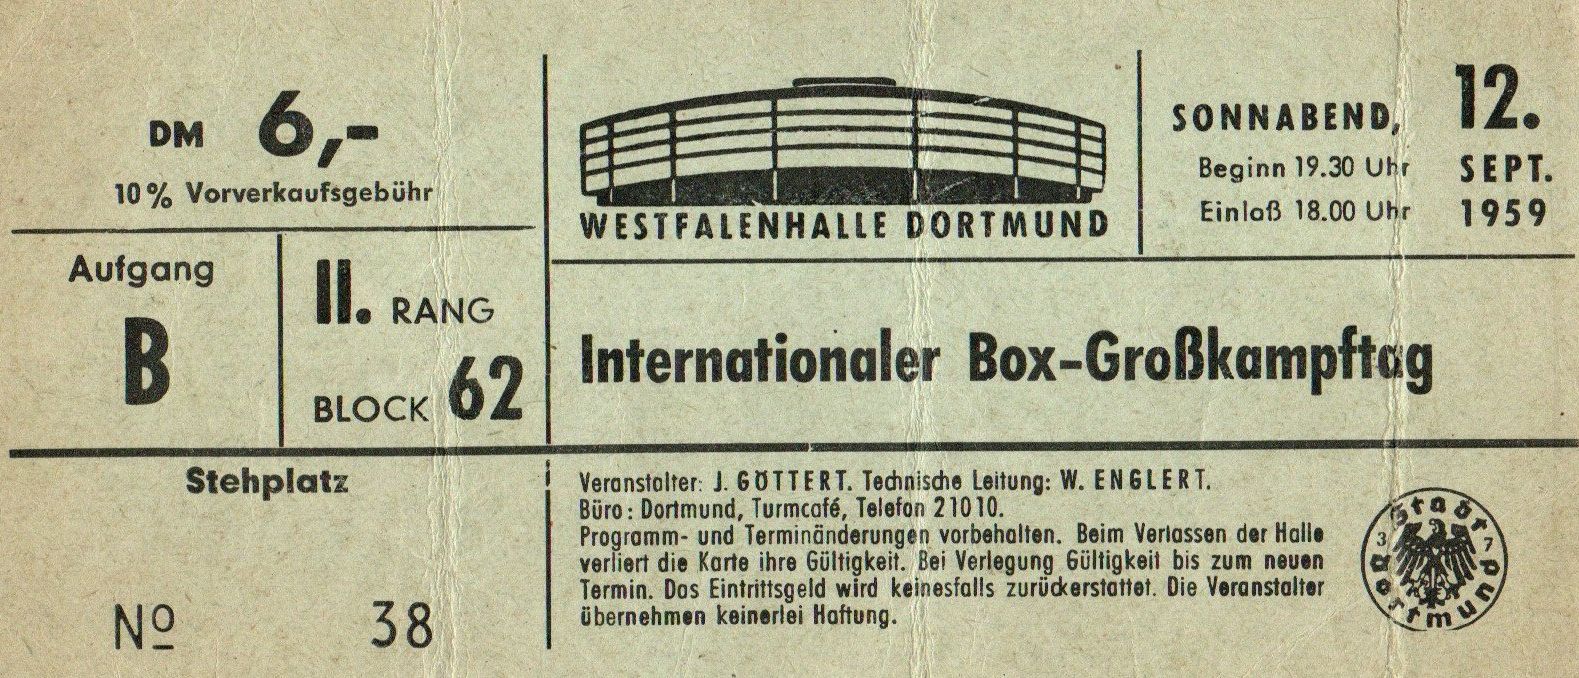 DM 6,-
10% Vorverkaufsgebühr
WESTFALENHALLE DORTMUND
SONNABEND, 12.
Beginn 19.30 Uhr SEPT.
Einlaß 18.00 Uhr 1959
Aufgang
B
II. RANG
BLOCK 62
Internationaler Box-Großkampftag
Stehplatz
No 38
Veranstalter: J. GÖTTERT. Technische Leitung: W. ENGLERT.
Büro: Dortmund, Turmcafé, Telefon 21010.
Programm- und Terminänderungen vorbehalten. Beim Verlassen der Halle
verliert die Karte ihre Gültigkeit. Bei Verlegung Gültigkeit bis zum neuen
Termin. Das Eintrittsgeld wird keinesfalls zurückerstattet. Die Veranstalter
übernehmen keinerlei Haftung.
Stadt
3 7
Dortmund